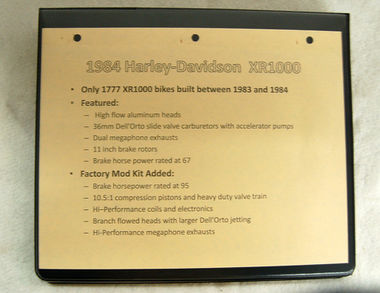 1984 Harley-Davidson XR1000
• Only 1777 XR1000 bikes built between 1983 and 1984
• Featured:
– High flow aluminum heads
– 36mm Dell'Orto slide valve carburetors with accelerator pumps
– Dual megaphone exhausts
– 11 inch brake rotors
– Brake horse power rated at 67
• Factory Mod Kit Added:
– Brake horsepower rated at 95
– 10.5:1 compression pistons and heavy duty valve train
– Hi–Performance coils and electronics
– Branch flowed heads with larger Dell'Orto jetting
– Hi-Performance megaphone exhausts